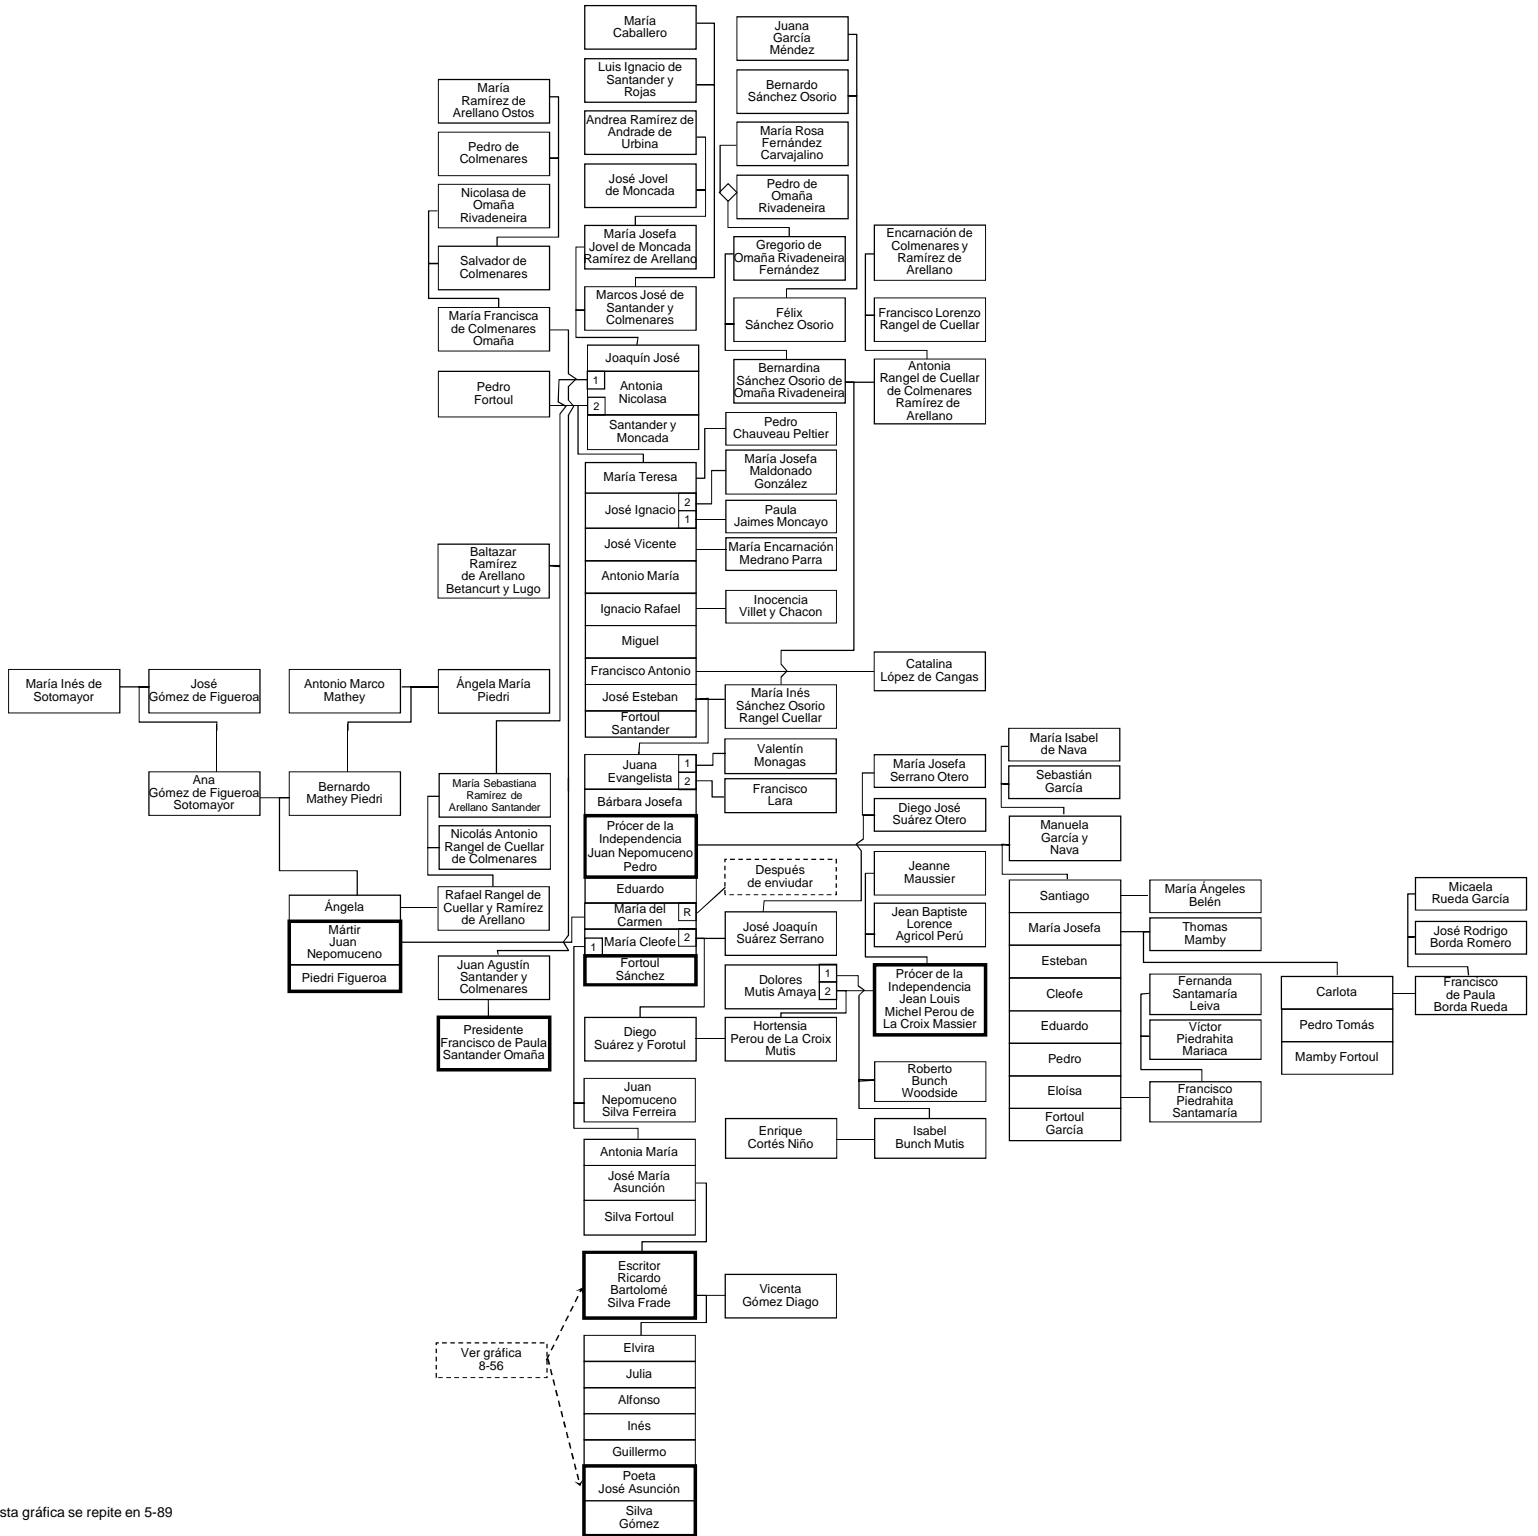 María
Caballero
Luis Ignacio de
Santander y
Rojas
Andrea Ramírez de
Andrade de
Urbina
José Jovel
de Moncada
María Josefa
Jovel de Moncada
Ramírez de Arellano
Marcos José de
Santander y
Colmenares
Juana
García
Méndez
Bernardo
Sánchez Osorio
María Rosa
Fernández
Carvajalino
Pedro de
Omaña
Rivadeneira
Gregorio de
Omaña Rivadeneira
Fernández
Félix
Sánchez Osorio
Bernardina
Sánchez Osorio de
Omaña Rivadeneira
Encarnación de
Colmenares y
Ramírez de
Arellano
Francisco Lorenzo
Rangel de Cuellar
Antonia
Rangel de Cuellar
de Colmenares
Ramírez de
Arellano
María
Ramírez de
Arellano Ostos
Pedro de
Colmenares
Nicolasa de
Omaña
Rivadeneira
Salvador de
Colmenares
María Francisca
de Colmenares
Omaña
Pedro
Fortoul
Joaquín José
1
Antonia
Nicolasa
2
Santander y
Moncada
María Teresa
José Ignacio
2
1
José Vicente
Antonio María
Ignacio Rafael
Miguel
Francisco Antonio
José Esteban
Fortoul
Santander
Pedro
Chauveau Peltier
María Josefa
Maldonado
González
Paula
Jaimes Moncayo
María Encarnación
Medrano Parra
Inocencia
Villet y Chacon
Catalina
López de Cangas
María Inés
Sánchez Osorio
Rangel Cuellar
Baltazar
Ramírez
de Arellano
Betancurt y Lugo
María Inés de
Sotomayor
José
Gómez de Figueroa
Antonio Marco
Mathey
Ángela María
Piedri
Ana
Gómez de Figueroa
Sotomayor
Bernardo
Mathey Piedri
María Sebastiana
Ramírez de
Arellano Santander
Nicolás Antonio
Rangel de Cuellar
de Colmenares
Rafael Rangel de
Cuellar y Ramírez
de Arellano
Ángela
Mártir
Juan
Nepomuceno
Piedri Figueroa
Juan Agustín
Santander y
Colmenares
Presidente
Francisco de Paula
Santander Omaña
Juana
Evangelista
1
2
Bárbara Josefa
Prócer de la
Independencia
Juan Nepomuceno
Pedro
Eduardo
María del
Carmen
R
1
María Cleofe
2
Fortoul
Sánchez
Valentín
Monagas
Francisco
Lara
Después
de enviudar
José Joaquín
Suárez Serrano
Dolores
Mutis Amaya
1
2
Diego
Suárez y Forotul
Hortensia
Perou de La Croix
Mutis
María Josefa
Serrano Otero
Diego José
Suárez Otero
Jeanne
Maussier
Jean Baptiste
Lorence
Agricol Perú
Prócer de la
Independencia
Jean Louis
Michel Perou de
La Croix Massier
Roberto
Bunch
Woodside
Enrique
Cortés Niño
Isabel
Bunch Mutis
María Isabel
de Nava
Sebastián
García
Manuela
García y
Nava
Santiago
María Josefa
Esteban
Cleofe
Eduardo
Pedro
Eloísa
Fortoul
García
María Ángeles
Belén
Thomas
Mamby
Fernanda
Santamaría
Leiva
Víctor
Piedrahita
Mariaca
Francisco
Piedrahita
Santamaría
Carlota
Pedro Tomás
Mamby Fortoul
Micaela
Rueda García
José Rodrigo
Borda Romero
Francisco
de Paula
Borda Rueda
Juan
Nepomuceno
Silva Ferreira
Antonia María
José María
Asunción
Silva Fortoul
Escritor
Ricardo
Bartolomé
Silva Frade
Vicenta
Gómez Diago
Ver gráfica
8-56
Elvira
Julia
Alfonso
Inés
Guillermo
Poeta
José Asunción
Silva
Gómez
sta gráfica se repite en 5-89